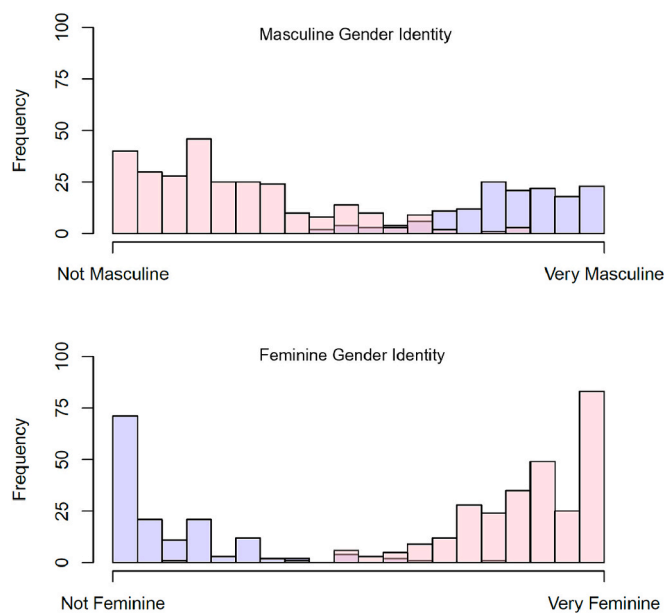 Masculine Gender Identity
Frequency
100
75
50
25
0
Not Masculine
Very Masculine
Feminine Gender Identity
Frequency
100
75
50
25
0
Not Feminine
Very Feminine